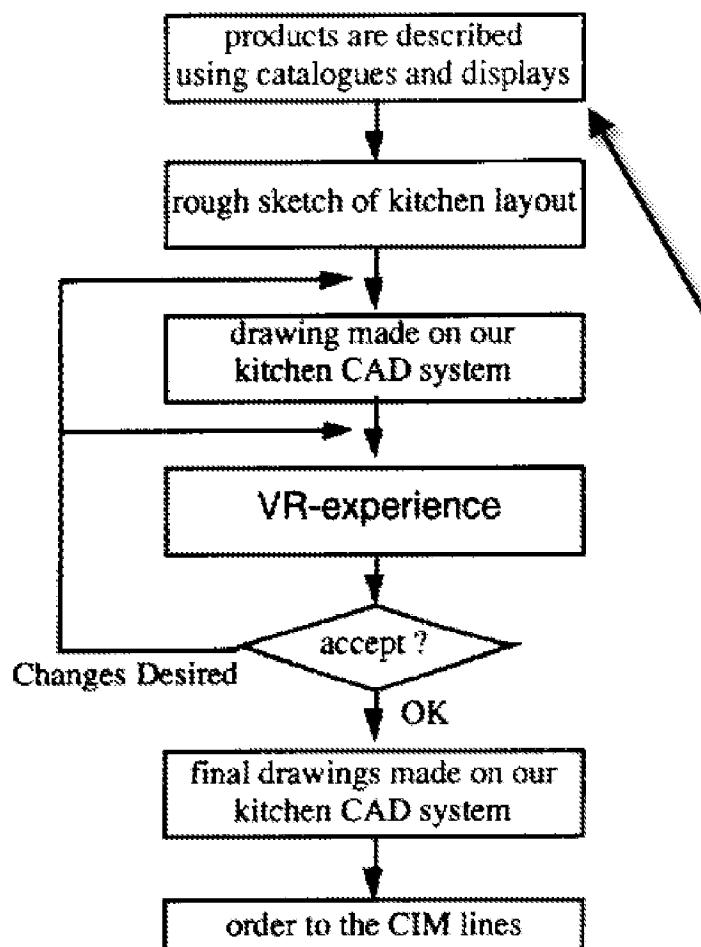 products are described
using catalogues and displays
rough sketch of kitchen layout
drawing made on our
kitchen CAD system
VR-experience
accept ?
Changes Desired
OK
final drawings made on our
kitchen CAD system
order to the CIM lines